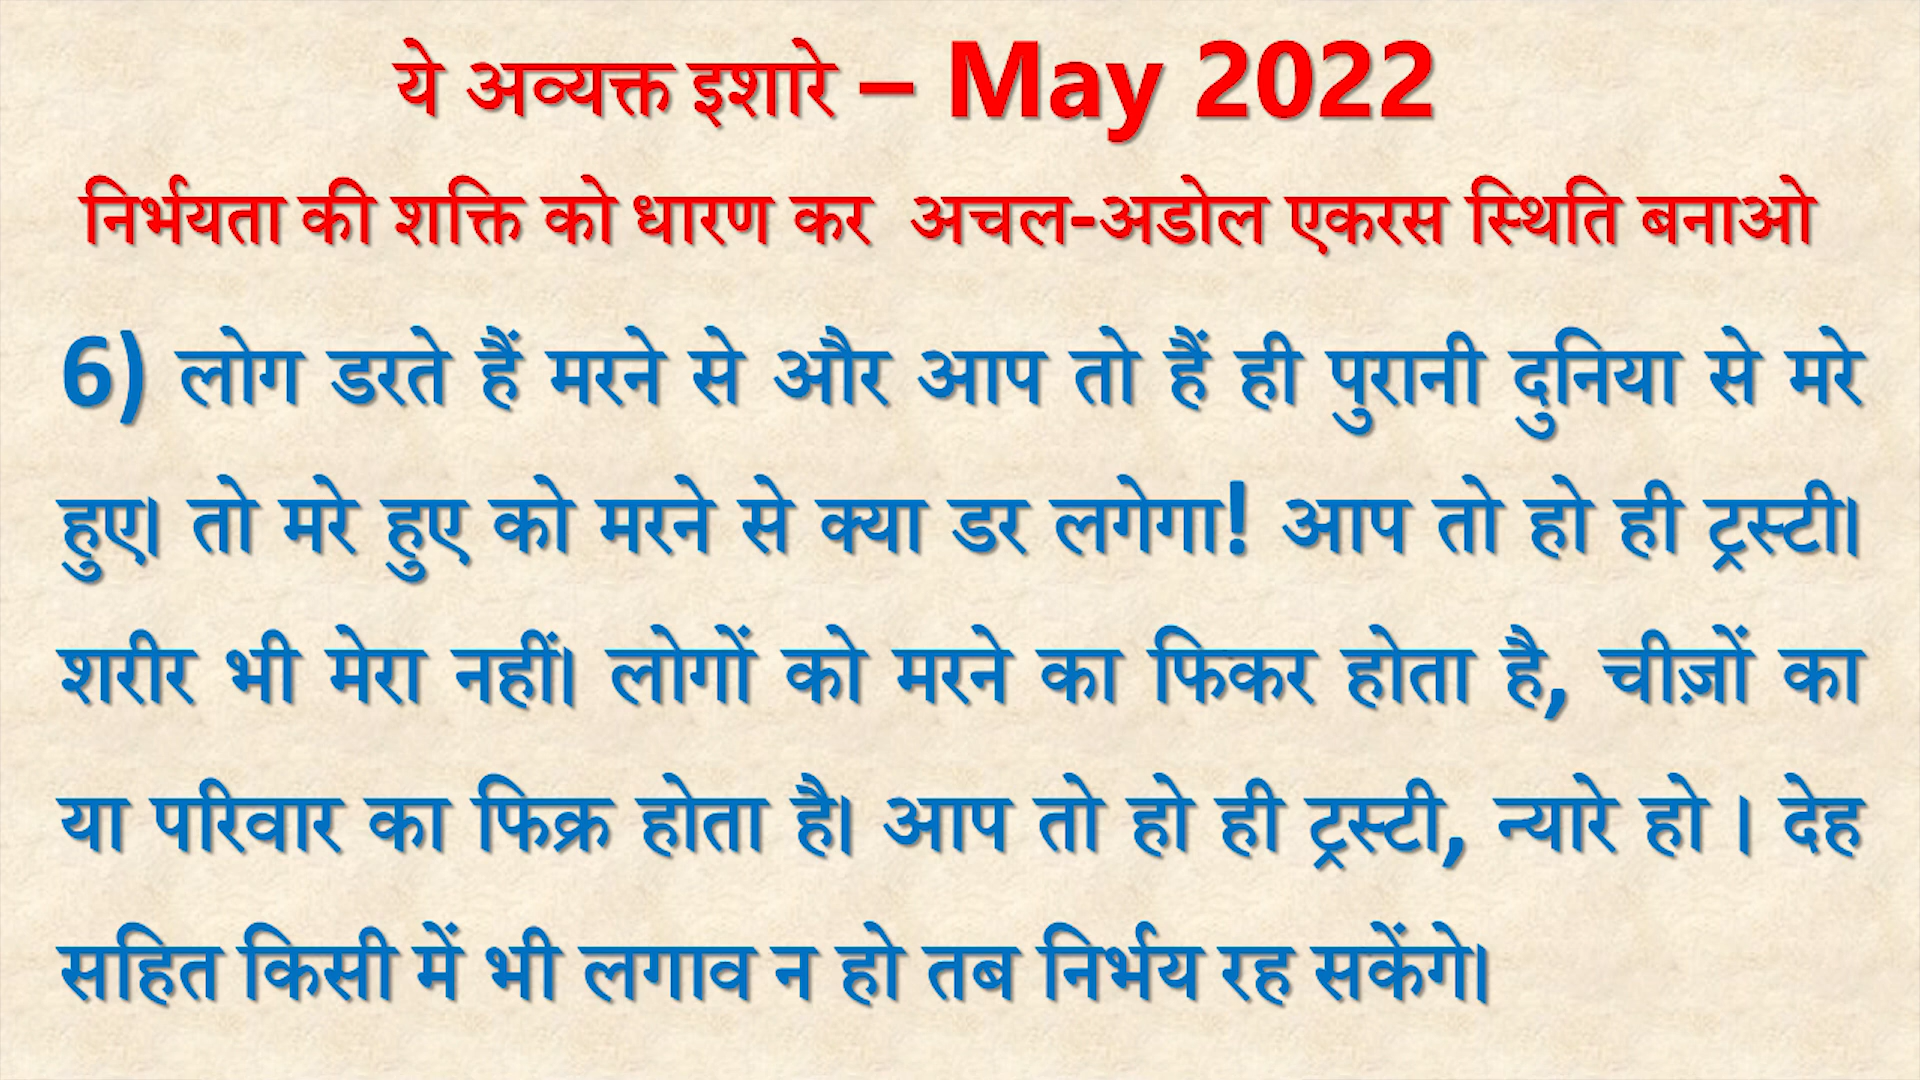 ये अव्यक्त इशारे – May 2022
निर्भयता की शक्ति को धारण कर अचल-अडोल एकरस स्थिति बनाओ
6) लोग डरते हैं मरने से और आप तो हैं ही पुरानी दुनिया से मरे
हुए। तो मरे हुए को मरने से क्या डर लगेगा! आप तो हो ही ट्रस्टी।
शरीर भी मेरा नहीं। लोगों को मरने का फिकर होता है, चीज़ों का
या परिवार का फिक्र होता है। आप तो हो ही ट्रस्टी, न्यारे हो । देह
सहित किसी में भी लगाव न हो तब निर्भय रह सकेंगे।